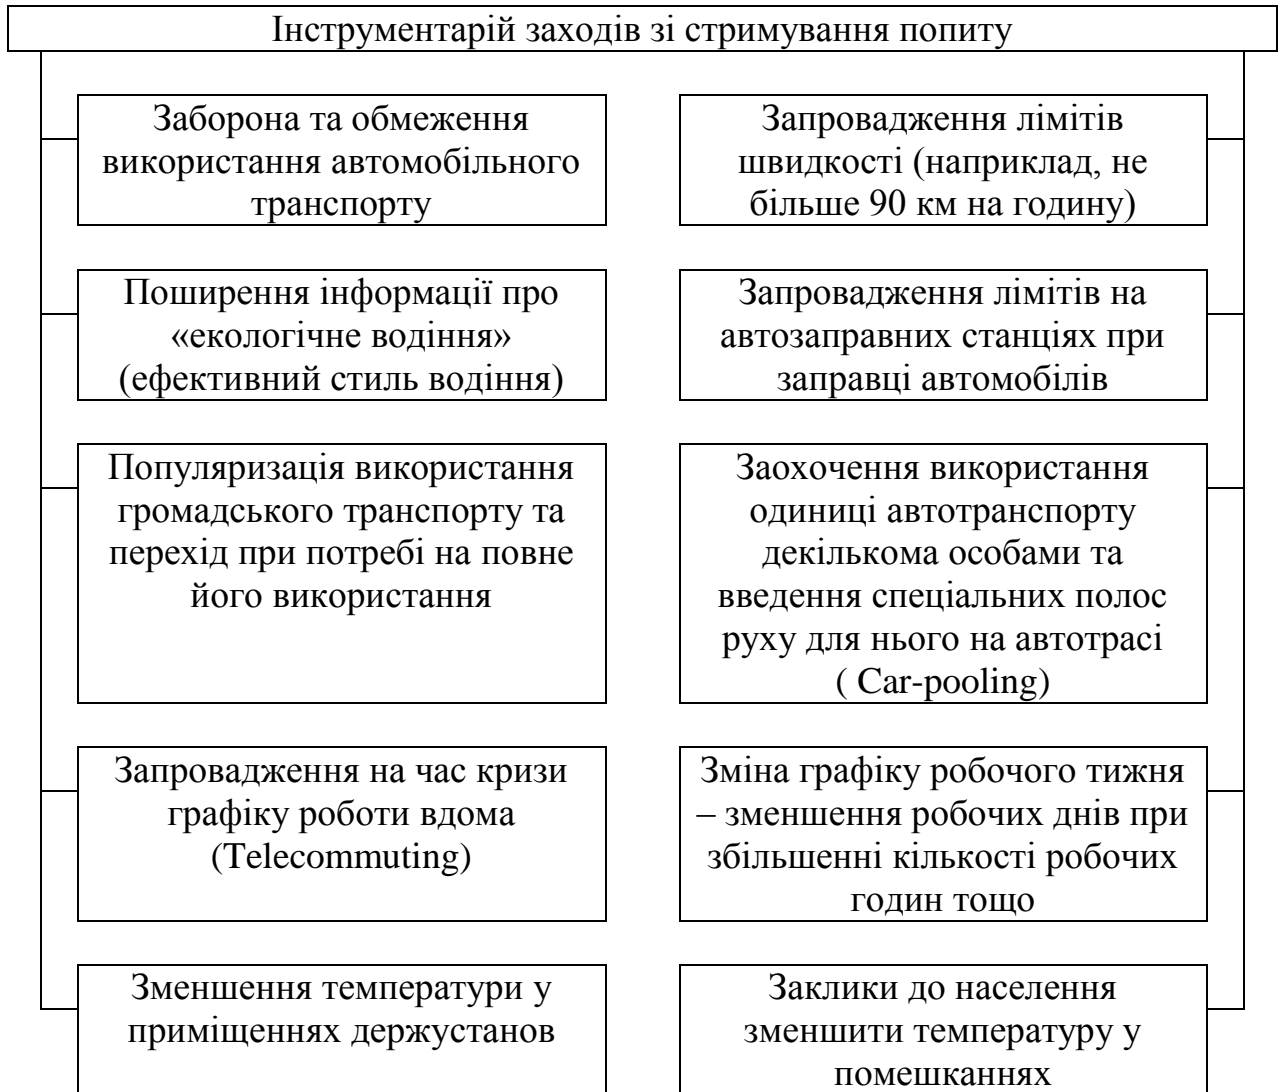 Інструментарій заходів зі стримування попиту
Заборона та обмеження
використання автомобільного
транспорту
Запровадження лімітів
швидкості (наприклад, не
більше 90 км на годину)
Поширення інформації про
«екологічне водіння»
(ефективний стиль водіння)
Запровадження лімітів на
автозаправних станціях при
заправці автомобілів
Популяризація використання
громадського транспорту та
перехід при потребі на повне
його використання
Заохочення використання
одиниці автотранспорту
декількома особами та
введення спеціальних полос
руху для нього на автотрасі
( Car-pooling)
Запровадження на час кризи
графіку роботи вдома
(Telecommuting)
Зміна графіку робочого тижня
– зменшення робочих днів при
збільшенні кількості робочих
годин тощо
Зменшення температури у
приміщеннях держустанов
Заклики до населення
зменшити температуру у
помешканнях